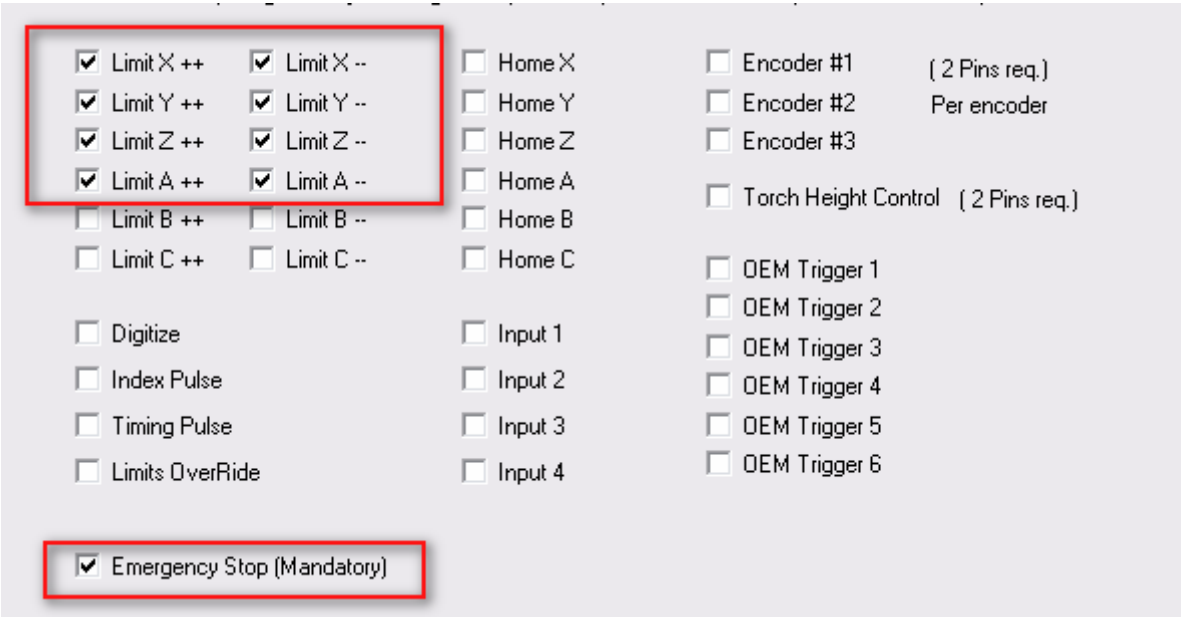 Limit X ++ Limit X -- Home X Encoder #1 ( 2 Pins req.)
Limit Y ++ Limit Y -- Home Y Encoder #2 Per encoder
Limit Z ++ Limit Z -- Home Z Encoder #3
Limit A ++ Limit A -- Home A
Torch Height Control ( 2 Pins req.)
Limit B ++ Limit B -- Home B
Limit C ++ Limit C -- Home C
OEM Trigger 1
OEM Trigger 2
Digitize Input 1
OEM Trigger 3
Index Pulse Input 2 OEM Trigger 4
Timing Pulse Input 3 OEM Trigger 5
Limits OverRide Input 4 OEM Trigger 6
Emergency Stop (Mandatory)